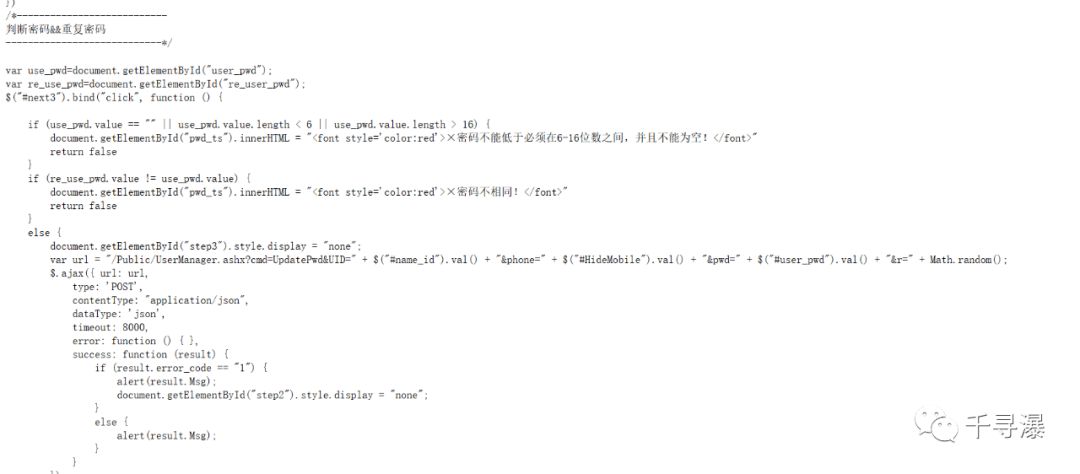 })
/*---------------------------
判断密码&&重复密码
----------------------------*/
var use_pwd=document.getElementById("user_pwd");
var re_use_pwd=document.getElementById("re_user_pwd");
$("#next3").bind("click", function () {
if (use_pwd.value == "" || use_pwd.value.length < 6 || use_pwd.value.length > 16) {
document.getElementById("pwd_ts").innerHTML = "<font style='color:red'>×密码不能低于必须在6-16位数之间，并且不能为空！</font>"
return false
}
if (re_use_pwd.value != use_pwd.value) {
document.getElementById("pwd_ts").innerHTML = "<font style='color:red'>×密码不相同！</font>"
return false
}
else {
document.getElementById("step3").style.display = "none";
var url = "/Public/UserManager.ashx?cmd=UpdatePwd&UID=" + $("#name_id").val() + "&phone=" + $("#HideMobile").val() + "&pwd=" + $("#user_pwd").val() + "&r=" + Math.random();
$.ajax({ url: url,
type: 'POST',
contentType: "application/json",
dataType: 'json',
timeout: 8000,
error: function () { },
success: function (result) {
if (result.error_code == "1") {
alert(result.Msg);
document.getElementById("step2").style.display = "none";
}
else {
alert(result.Msg);
}
}
千寻瀑